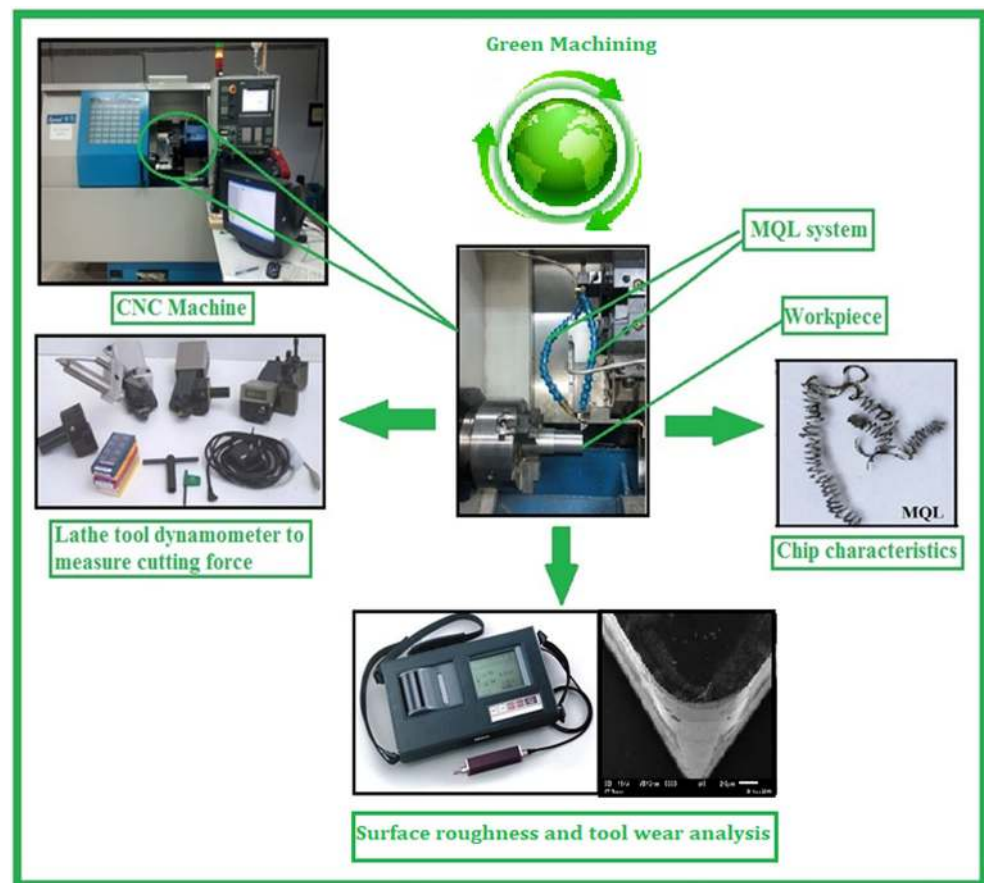 Green Machining
MQL system
CNC Machine
Workpiece
MQL
Lathe tool dynamometer to
measure cutting force
Chip characteristics
Surface roughness and tool wear analysis